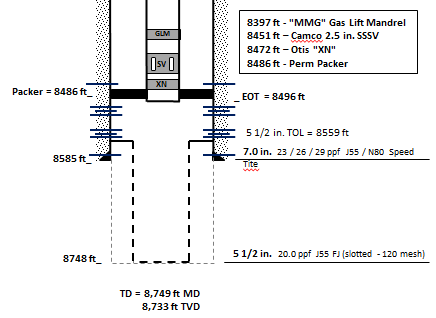 GLM
SV
XN
8397 ft - "MMG" Gas Lift Mandrel
8451 ft – Camco 2.5 in. SSSV
8472 ft – Otis "XN"
8486 ft - Perm Packer
Packer = 8486 ft
EOT = 8496 ft
5 1/2 in. TOL = 8559 ft
7.0 in. 23 / 26 / 29 ppf J55 / N80 Speed
Tite
8585 ft
5 1/2 in. 20.0 ppf J55 FJ (slotted - 120 mesh)
8748 ft
TD = 8,749 ft MD
8,733 ft TVD